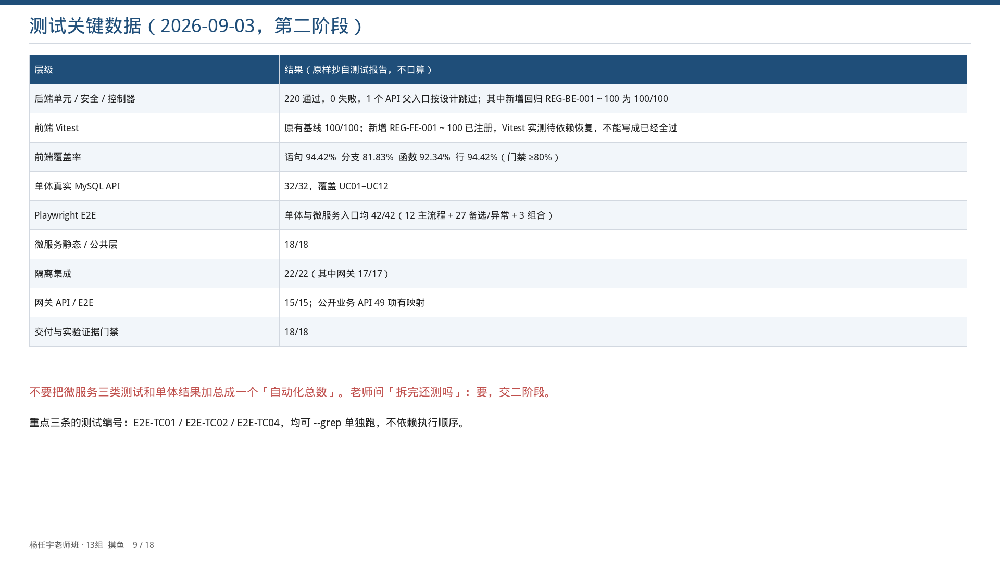 测试关键数据（2026-09-03，第二阶段）
层级 结果（原样抄自测试报告，不口算）
后端单元 / 安全 / 控制器 220 通过，0 失败，1 个 API 父入口按设计跳过；其中新增回归 REG-BE-001 ~ 100 为 100/100
前端 Vitest 原有基线 100/100；新增 REG-FE-001 ~ 100 已注册，Vitest 实测待依赖恢复，不能写成已经全过
前端覆盖率 语句 94.42%  分支 81.83%  函数 92.34%  行 94.42%（门禁 ≥80%）
单体真实 MySQL API 32/32，覆盖 UC01–UC12
Playwright E2E 单体与微服务入口均 42/42（12 主流程 + 27 备选/异常 + 3 组合）
微服务静态 / 公共层 18/18
隔离集成 22/22（其中网关 17/17）
网关 API / E2E 15/15；公开业务 API 49 项有映射
交付与实验证据门禁 18/18
不要把微服务三类测试和单体结果加总成一个「自动化总数」。老师问「拆完还测吗」：要，交二阶段。
重点三条的测试编号：E2E-TC01 / E2E-TC02 / E2E-TC04，均可 --grep 单独跑，不依赖执行顺序。
杨任宇老师班 · 13组  摸鱼    9 / 18